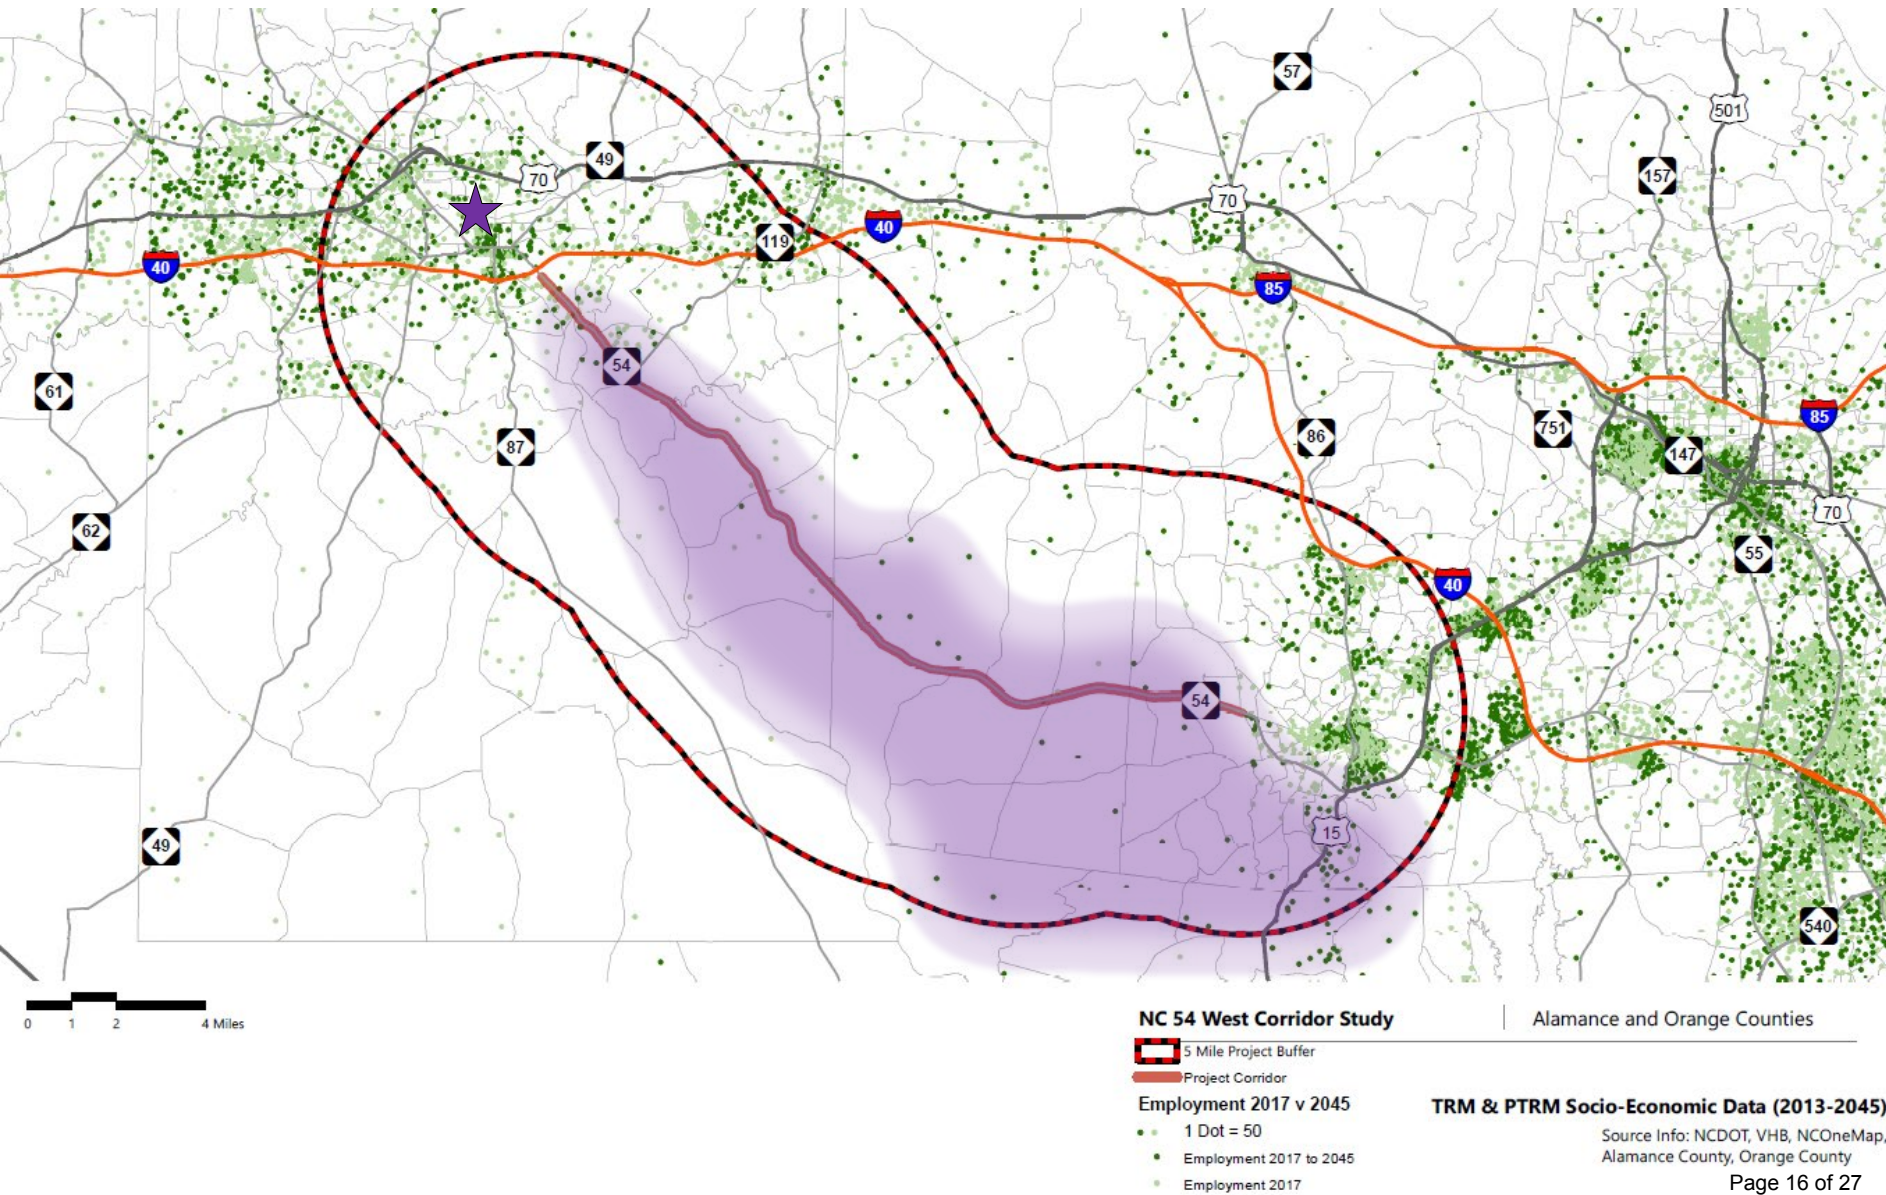 57
501
49
70
157
70
119
40
40
85
54
61
85
751
86
87
147
70
62
55
40
54
15
49
540
0 1 2 4 Miles
NC 54 West Corridor Study Alamance and Orange Counties
5 Mile Project Buffer
Project Corridor
Employment 2017 v 2045
TRM & PTRM Socio-Economic Data (2013-2045)
1 Dot = 50
Source Info: NCDOT, VHB, NCOneMap,
Employment 2017 to 2045
Alamance County, Orange County
Employment 2017
Page 16 of 27